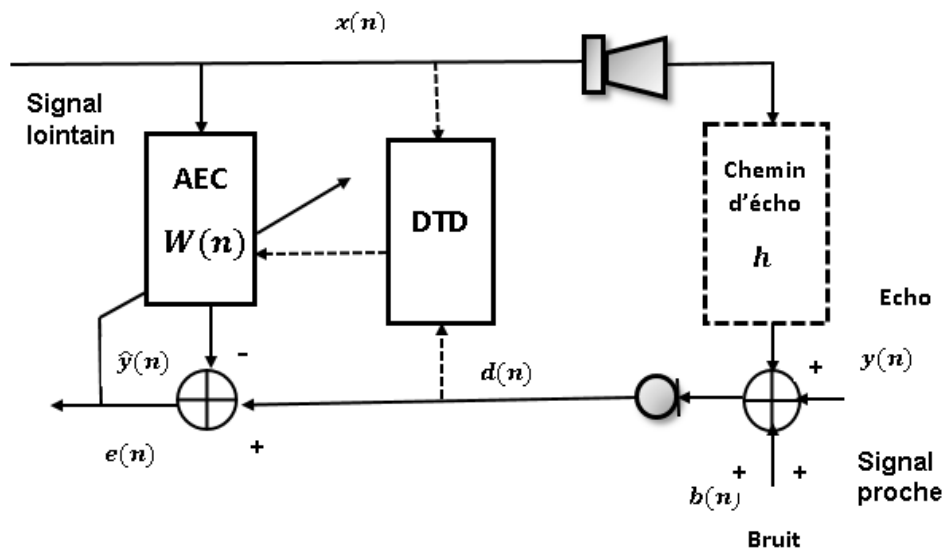 x(n)
Signal
lointain
AEC
W(n)
DTD
Chemin
d'écho
h
Echo
ŷ(n)
-
d(n)
+
y(n)
e(n)
+
+
b(n)
+
Signal
proche
Bruit